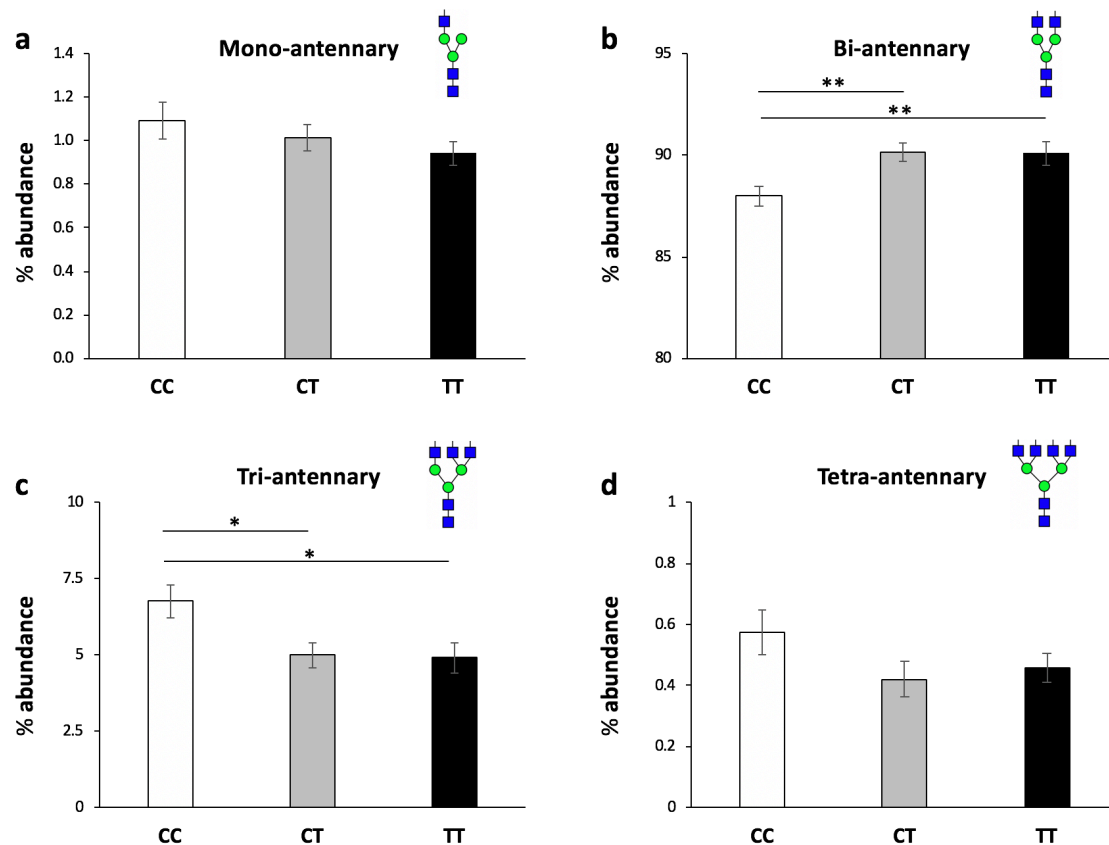 a
Mono-antennary
% abundance
1.4
1.2
1.0
0.8
0.6
0.4
0.2
0.0
CC CT TT
b
Bi-antennary
% abundance
95
90
85
80
**
**
CC CT TT
c
Tri-antennary
% abundance
10
7.5
5
2.5
0
*
*
CC CT TT
d
Tetra-antennary
% abundance
1
0.8
0.6
0.4
0.2
0
CC CT TT